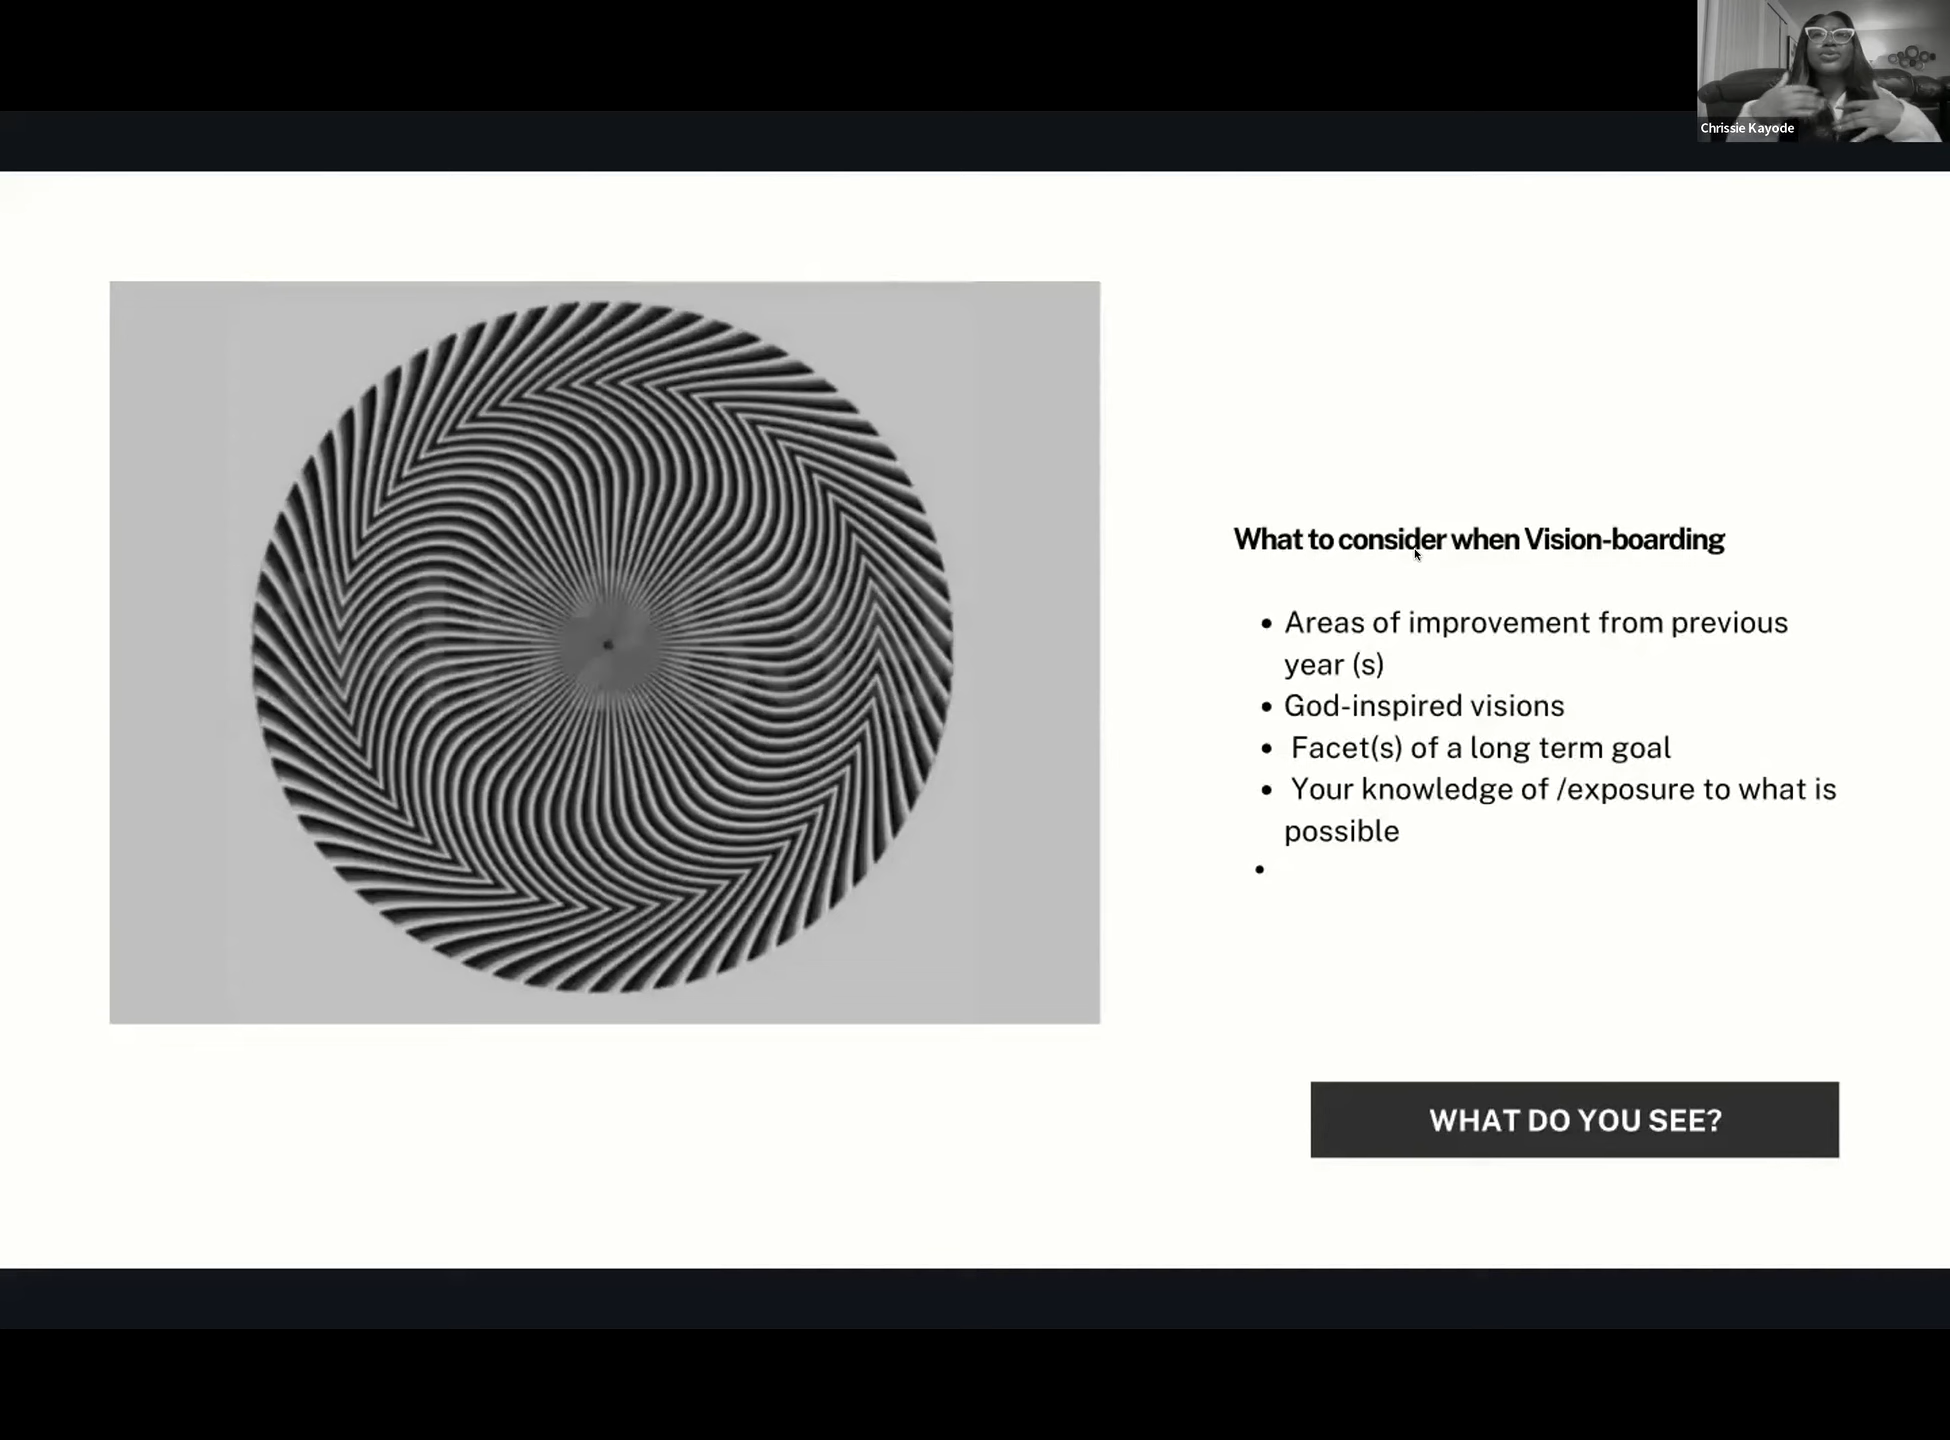 Chrissie Kayode
What to consider when Vision-boarding
• Areas of improvement from previous
year (s)
• God-inspired visions
• Facet(s) of a long term goal
• Your knowledge of /exposure to what is
possible
•
WHAT DO YOU SEE?